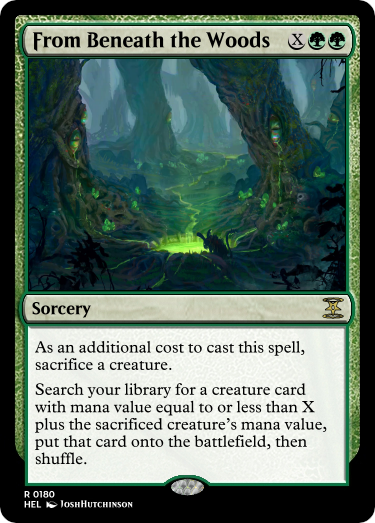 From Beneath the Woods X
Sorcery
As an additional cost to cast this spell,
sacrifice a creature.
Search your library for a creature card
with mana value equal to or less than X
plus the sacrificed creature's mana value,
put that card onto the battlefield, then
shuffle.
R 0180
HEL JoshHutchinson